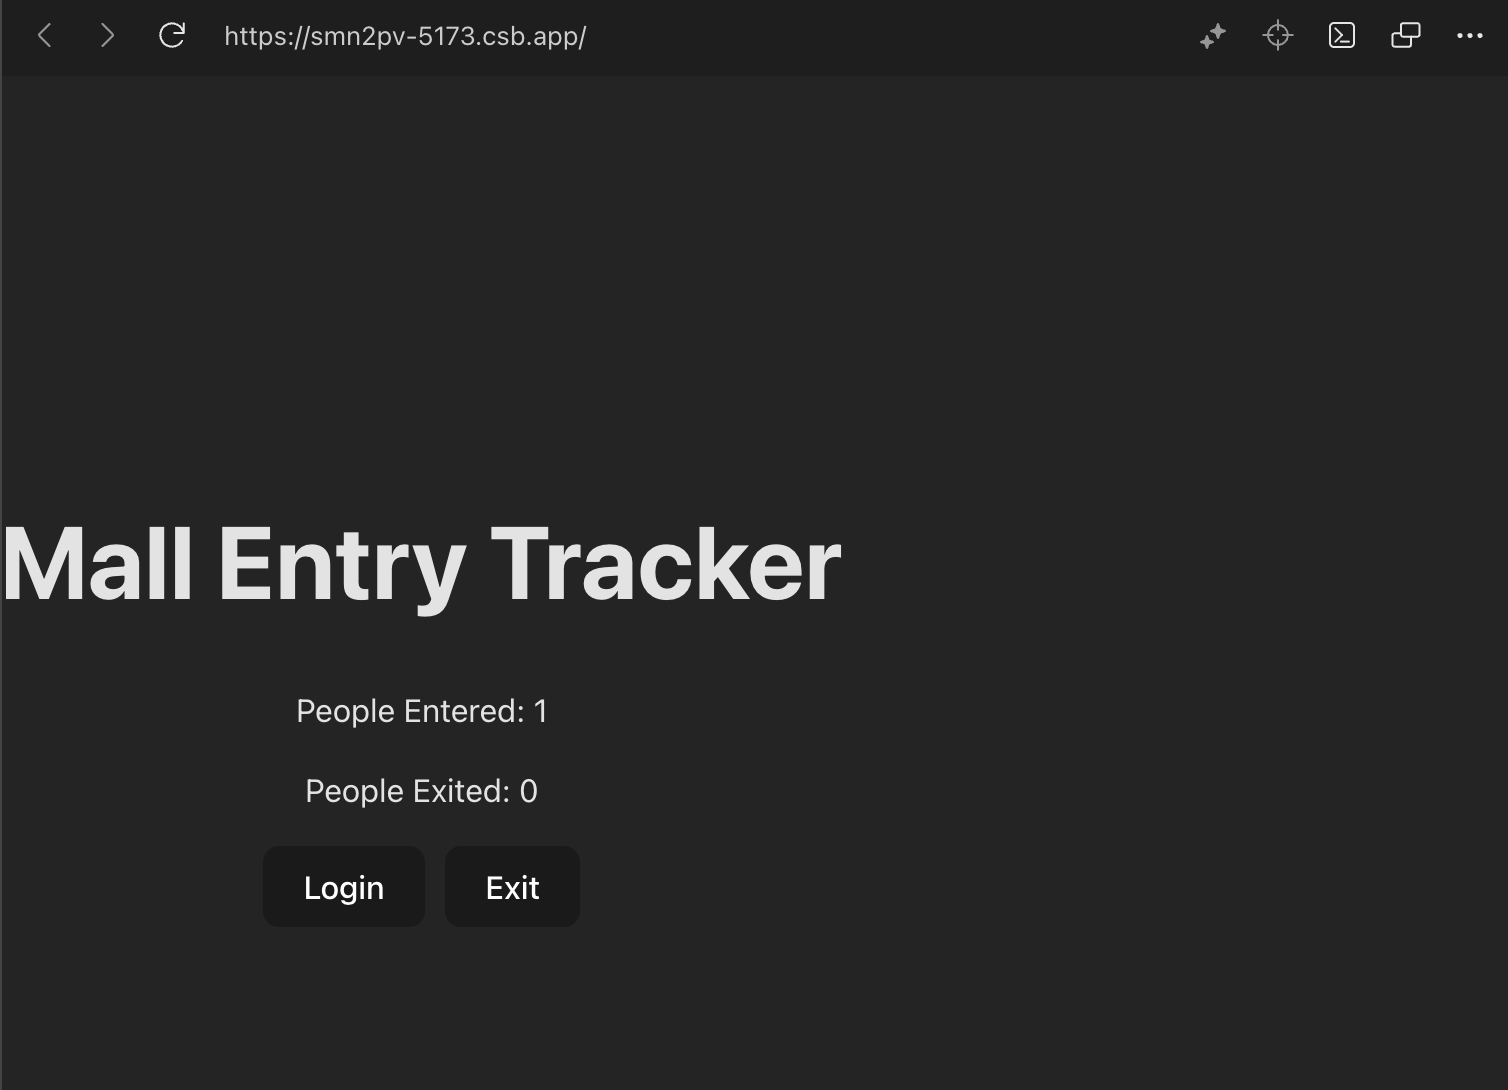 https://smn2pv-5173.csb.app/
Mall Entry Tracker
People Entered: 1
People Exited: 0
Login
Exit